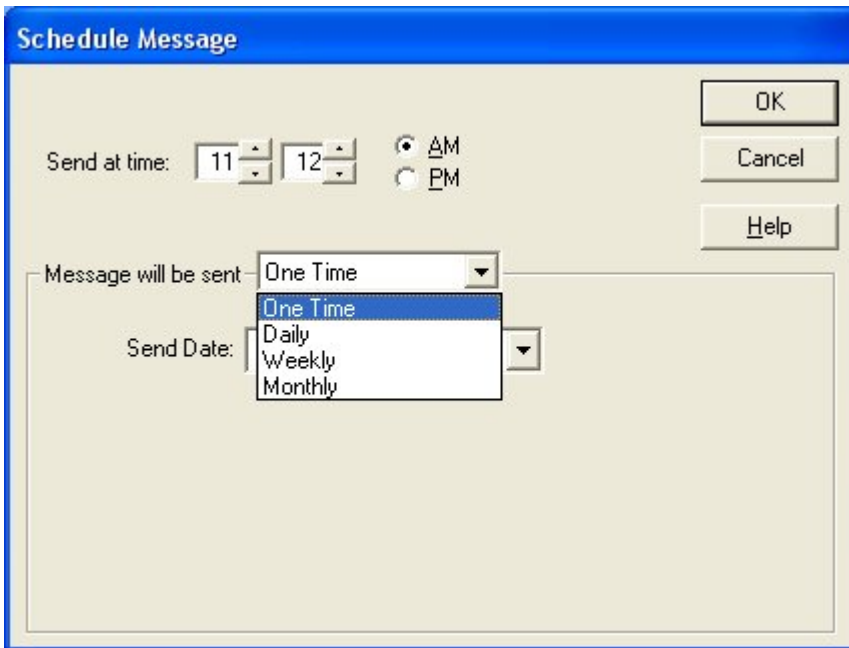 Schedule Message
OK
Send at time: 11 12 AM
PM
Cancel
Help
Message will be sent One Time
One Time
Daily
Send Date:
Weekly
Monthly